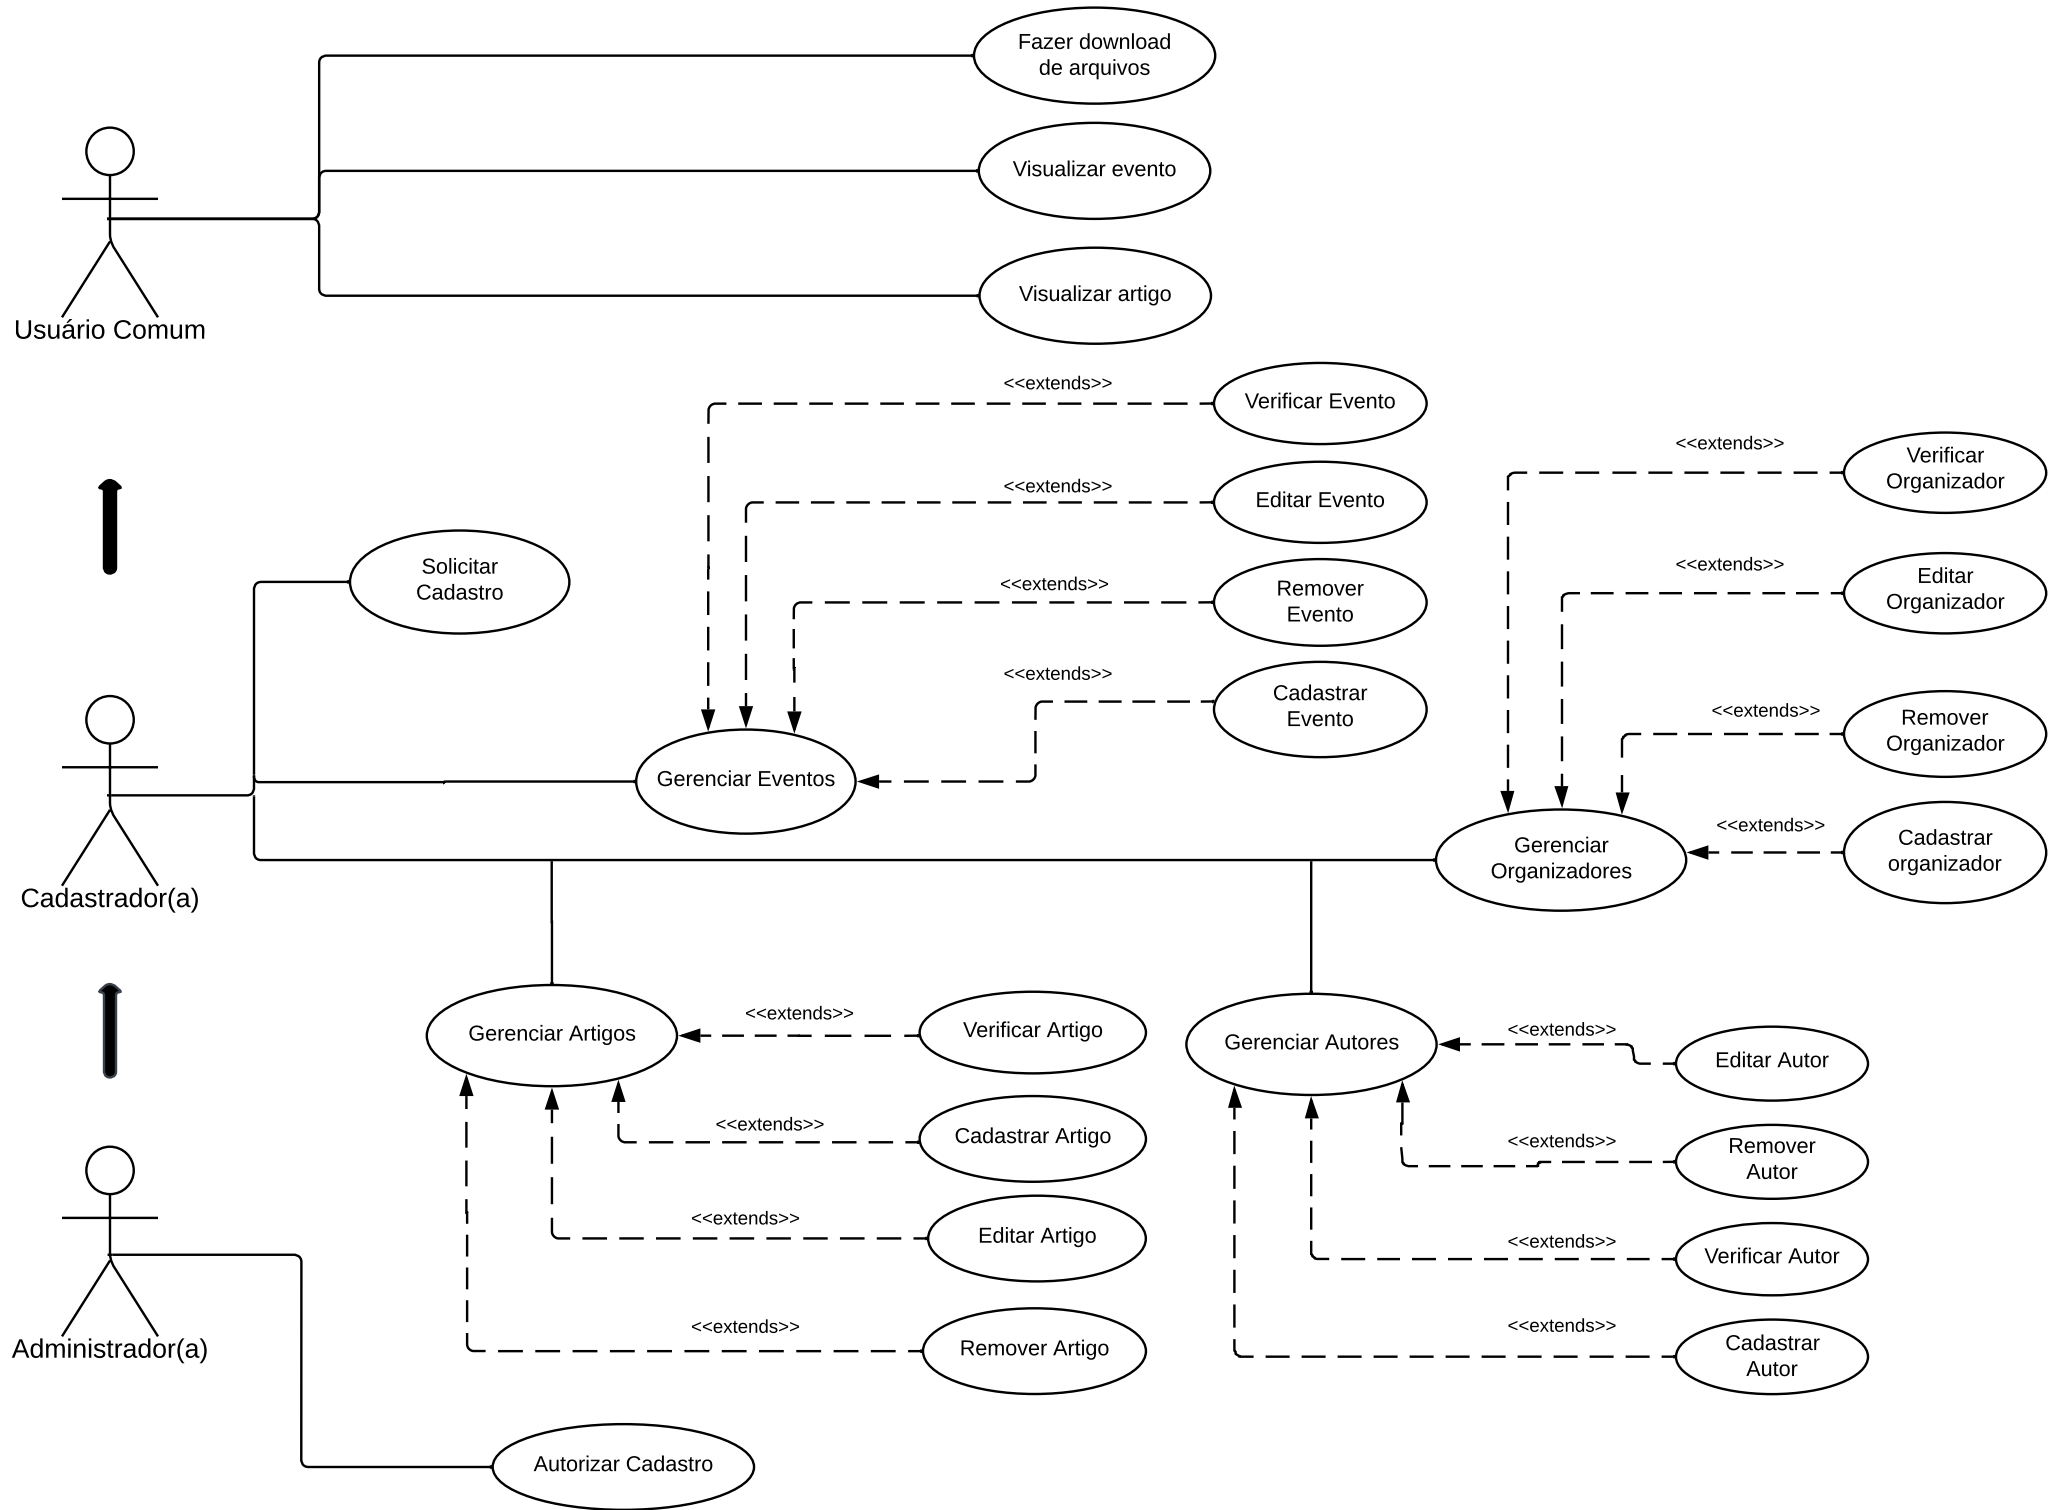 Fazer download
de arquivos
Visualizar evento
Visualizar artigo
Usuário Comum
<<extends>>
Verificar Evento
<<extends>>
Verificar
Organizador
<<extends>>
Editar Evento
<<extends>>
Editar
Organizador
Solicitar
Cadastro
<<extends>>
Remover
Evento
<<extends>>
Cadastrar
Evento
<<extends>>
Remover
Organizador
Gerenciar Eventos
<<extends>>
Cadastrar
organizador
Gerenciar
Organizadores
Cadastrador(a)
Gerenciar Artigos
<<extends>>
Verificar Artigo
Gerenciar Autores
<<extends>>
Editar Autor
<<extends>>
Cadastrar Artigo
<<extends>>
Remover
Autor
<<extends>>
Editar Artigo
<<extends>>
Verificar Autor
Administrador(a)
<<extends>>
Remover Artigo
<<extends>>
Cadastrar
Autor
Autorizar Cadastro